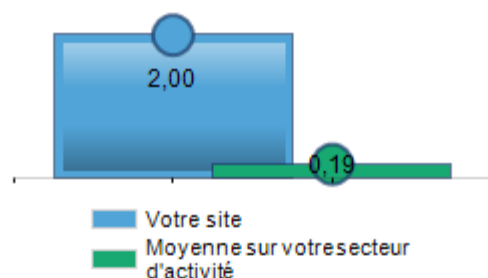 2,00
0,19
Votre site
Moyenne sur votre secteur
d'activité